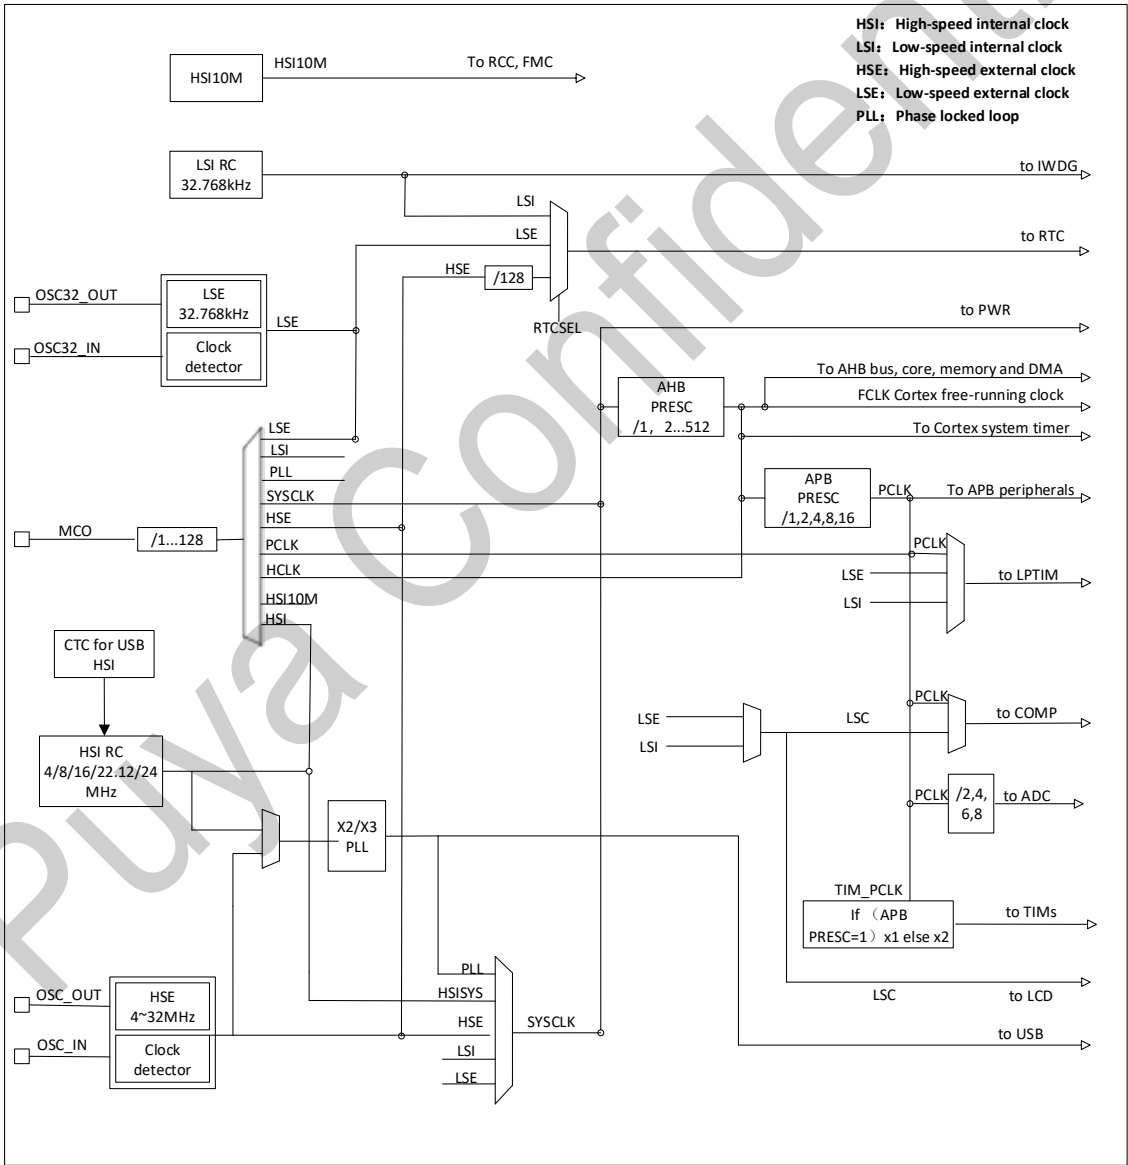 HSI：High-speed internal clock
LSI：Low-speed internal clock
HSE：High-speed external clock
LSE：Low-speed external clock
PLL：Phase locked loop
HSI10M
HSI10M
To RCC, FMC
LSI RC
32.768kHz
to IWDG
LSI
LSE
HSE
/128
to RTC
RTCSEL
OSC32_OUT
OSC32_IN
LSE
32.768kHz
Clock
detector
LSE
to PWR
AHB
PRESC
/1， 2...512
To AHB bus, core, memory and DMA
FCLK Cortex free-running clock
To Cortex system timer
APB
PRESC
/1,2,4,8,16
PCLK
To APB peripherals
MCO
/1...128
LSE
LSI
PLL
SYSCLK
HSE
PCLK
HCLK
HSI10M
HSI
PCLK
LSE
LSI
to LPTIM
CTC for USB
HSI
HSI RC
4/8/16/22.12/24
MHz
LSE
LSI
LSC
PCLK
to COMP
X2/X3
PLL
PCLK
/2,4,
6,8
to ADC
TIM_PCLK
If （APB
PRESC=1）x1 else x2
to TIMs
OSC_OUT
OSC_IN
HSE
4~32MHz
Clock
detector
PLL
HSISYS
HSE
LSI
LSE
SYSCLK
LSC
to LCD
to USB
Puya Confidenti